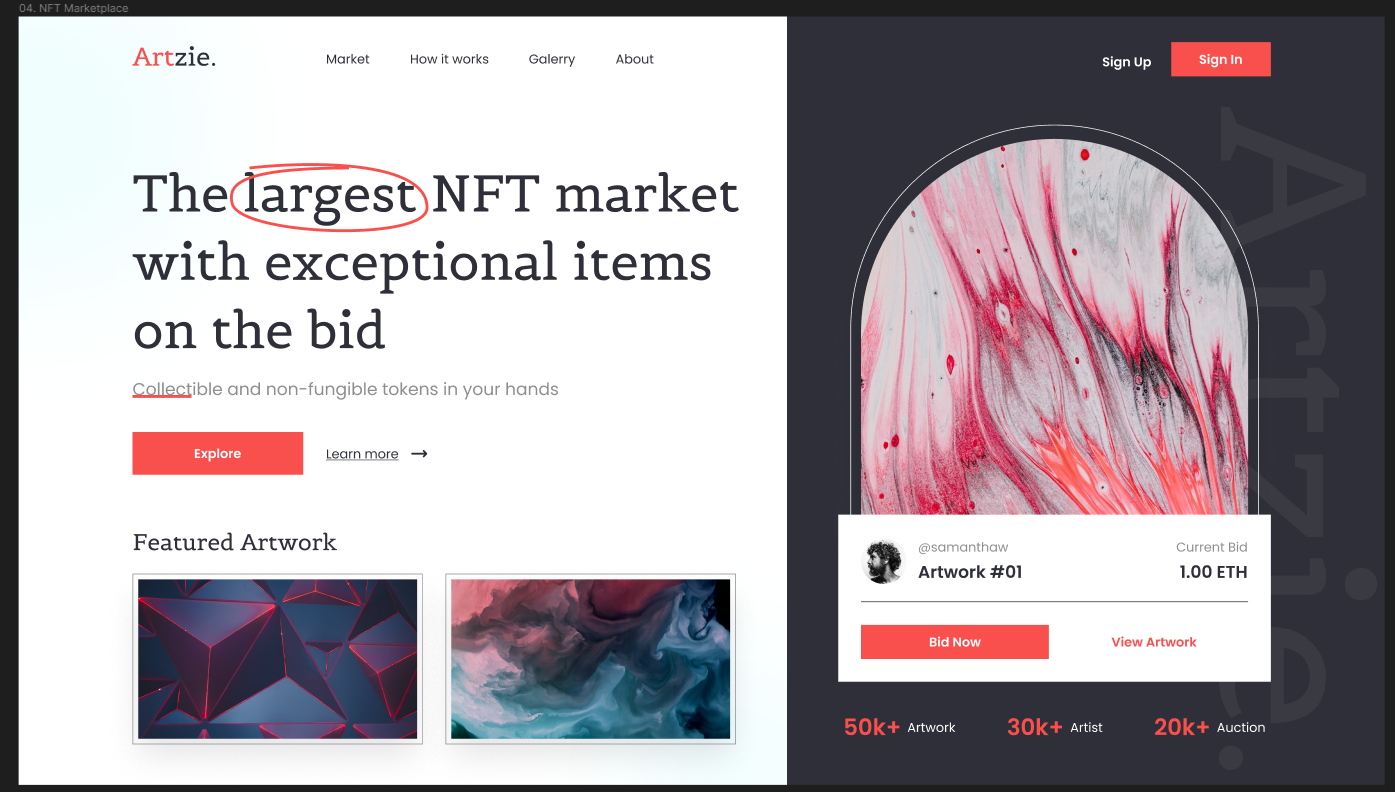 04. NFT Marketplace
Artzie.
Market
How it works
Galerry
About
Sign Up
Sign In
The largest NFT market
with exceptional items
on the bid
Collectible and non-fungible tokens in your hands
Explore
Learn more
Featured Artwork
Artzie.
@samanthaw
Current Bid
Artwork #01
1.00 ETH
Bid Now
View Artwork
50k+ Artwork
30k+ Artist
20k+ Auction